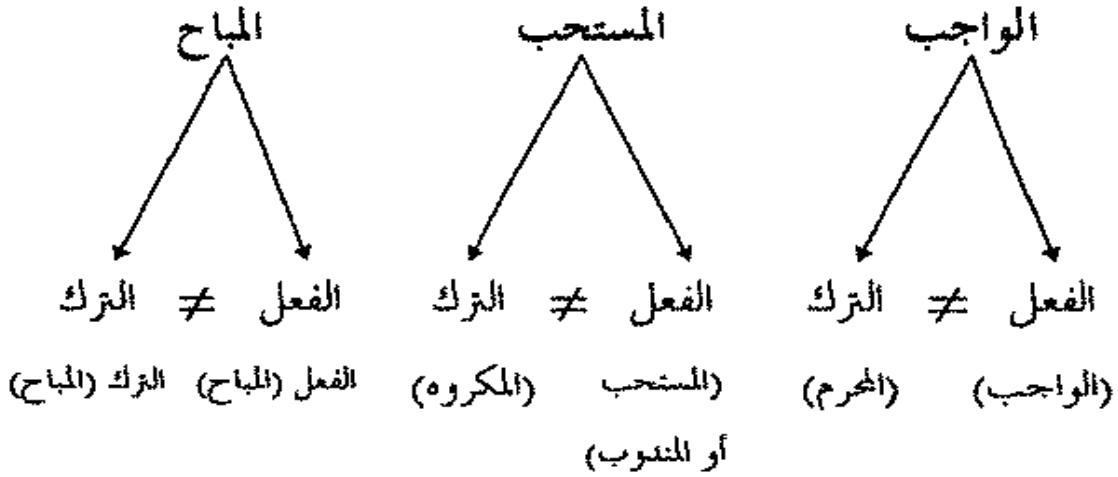 الواجب المستحب المباح
الفعل ≠ الترك الفعل ≠ الترك الفعل ≠ الترك
(الواجب) (المحرم) (المستحب (المكروه) الفعل (المباح) الترك (المباح)
أو المندوب)